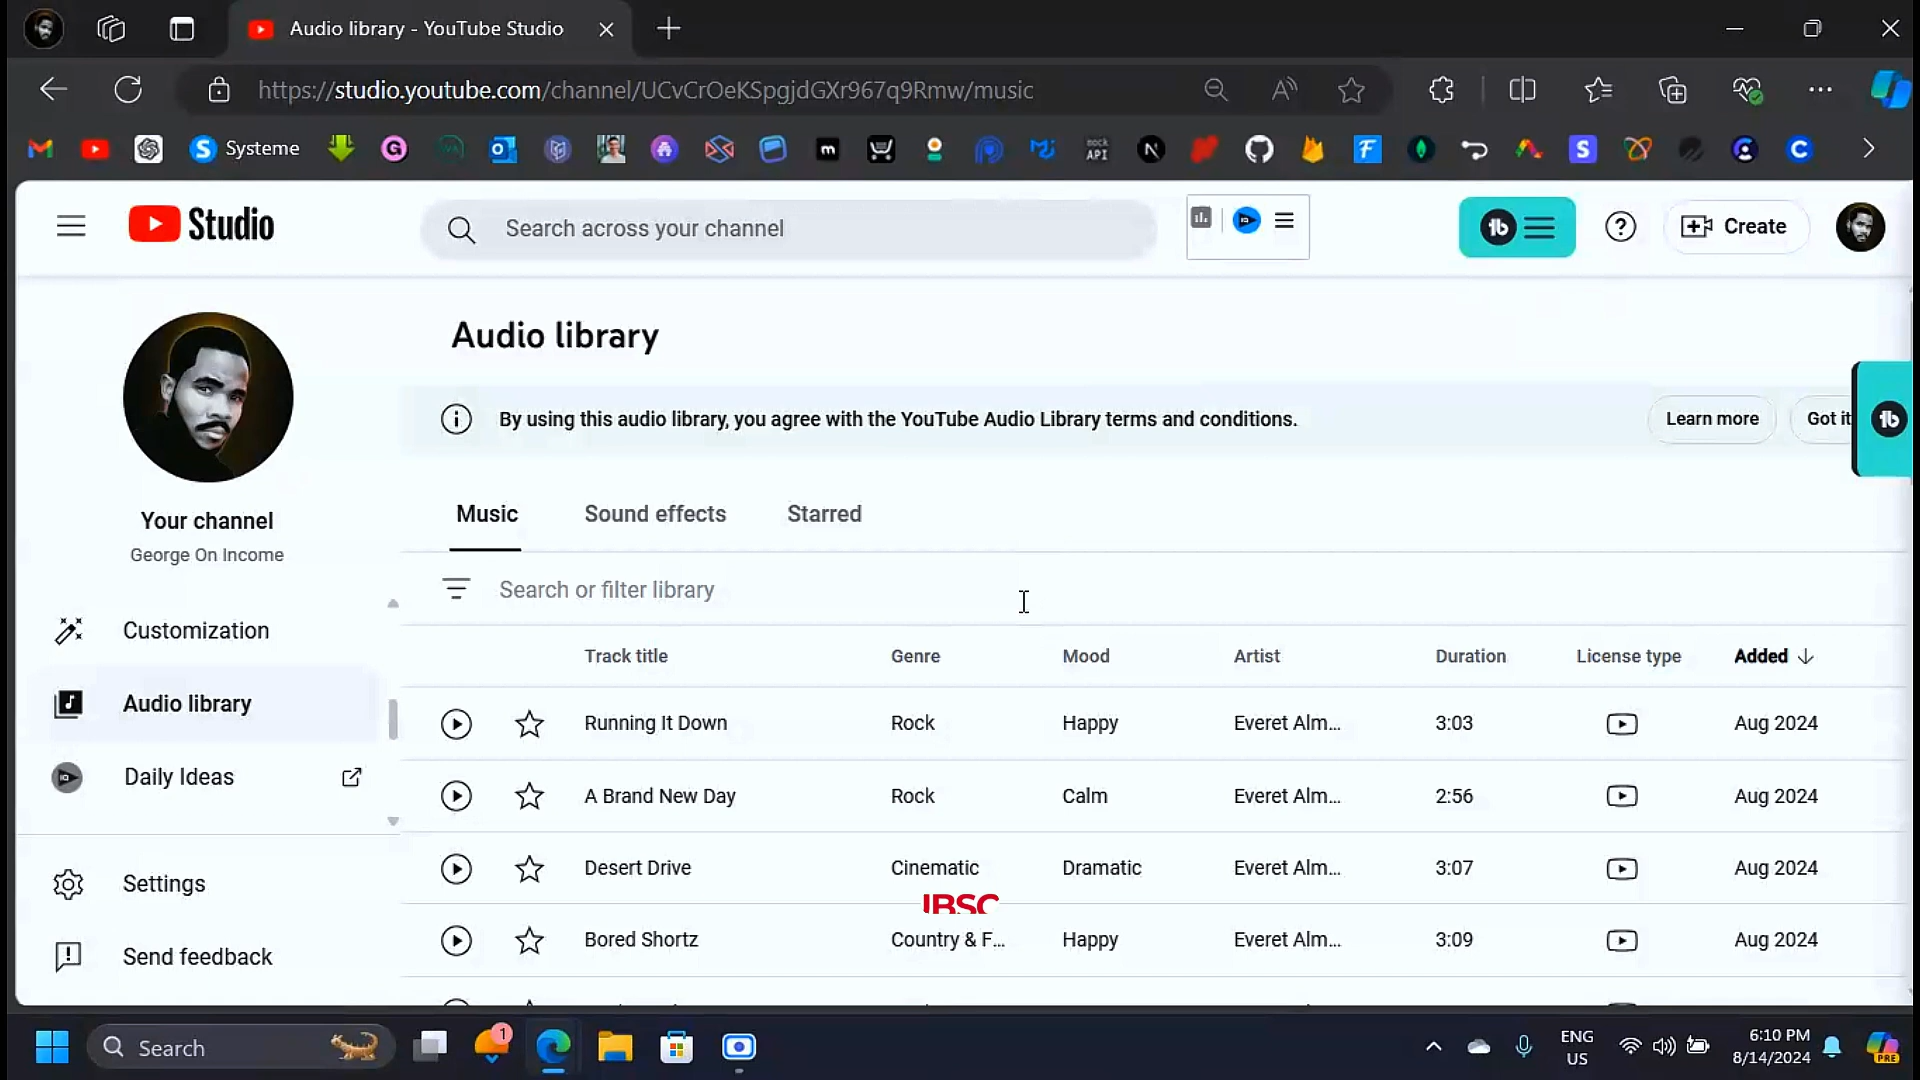 Audio library - YouTube Studio
https://studio.youtube.com/channel/UCvCrOeKSpgjdGXr967q9Rmw/music
Systeme
mock
API
Studio
Search across your channel
Create
Audio library
By using this audio library, you agree with the YouTube Audio Library terms and conditions.
Learn more
Got it
Your channel
George On Income
Music
Sound effects
Starred
Search or filter library
Customization
Audio library
Daily Ideas
Settings
Send feedback
Track title Genre Mood Artist Duration License type Added
Running It Down Rock Happy Everet Alm... 3:03 Aug 2024
A Brand New Day Rock Calm Everet Alm... 2:56 Aug 2024
Desert Drive Cinematic Dramatic Everet Alm... 3:07 Aug 2024
Bored Shortz Country & F... Happy Everet Alm... 3:09 Aug 2024
Search
1
ENG
US
6:10 PM
8/14/2024
PRE